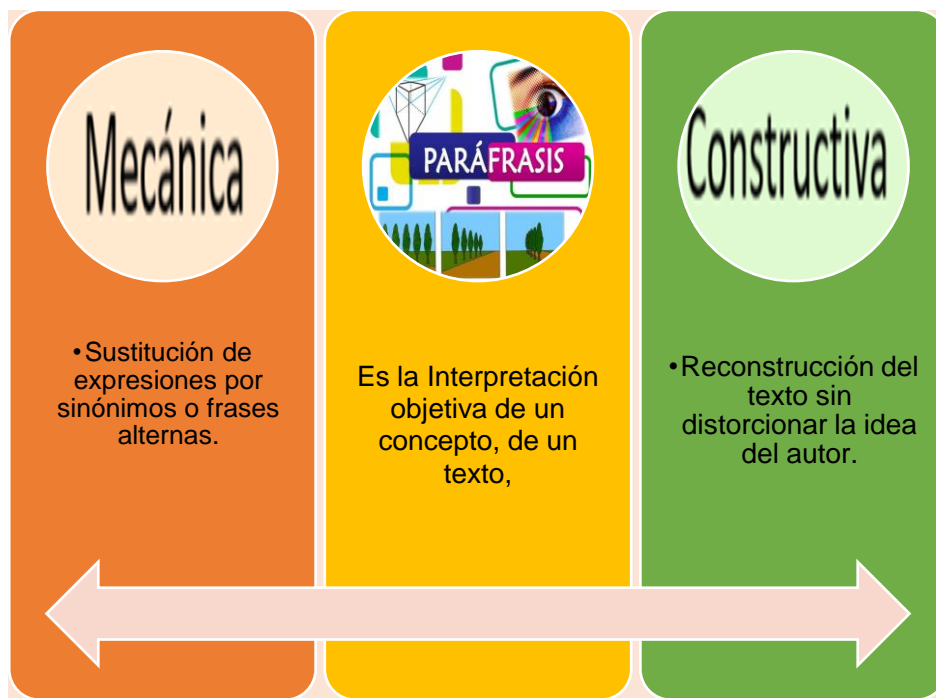 Mecánica
•Sustitución de
expresiones por
sinónimos o frases
alternas.
PARÁFRASIS
Es la Interpretación
objetiva de un
concepto, de un
texto,
Constructiva
•Reconstrucción del
texto sin
distorcionar la idea
del autor.